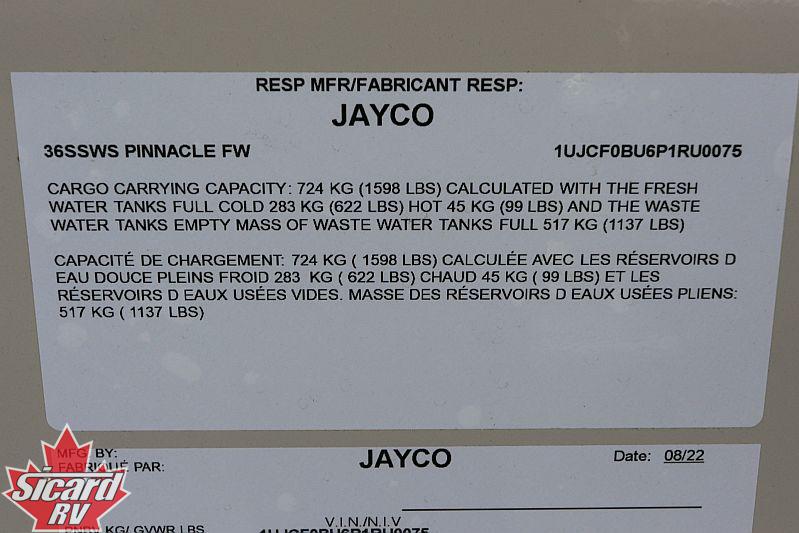 RESP MFR/FABRICANT RESP:
JAYCO
36SSWS PINNACLE FW 1UJCF0BU6P1RU0075
CARGO CARRYING CAPACITY: 724 KG (1598 LBS) CALCULATED WITH THE FRESH
WATER TANKS FULL COLD 283 KG (622 LBS) HOT 45 KG (99 LBS) AND THE WASTE
WATER TANKS EMPTY MASS OF WASTE WATER TANKS FULL 517 KG (1137 LBS)
CAPACITÉ DE CHARGEMENT: 724 KG ( 1598 LBS) CALCULÉE AVEC LES RÉSERVOIRS D
EAU DOUCE PLEINS FROID 283 KG ( 622 LBS) CHAUD 45 KG ( 99 LBS) ET LES
RÉSERVOIRS D EAUX USÉES VIDES. MASSE DES RÉSERVOIRS D EAUX USÉES PLIENS:
517 KG ( 1137 LBS)
MFG BY: JAYCO Date: 08/22
FABRIQUÉ PAR:
Sicard
RV
V.I.N./N.I.V
KG/ GVWR LBS